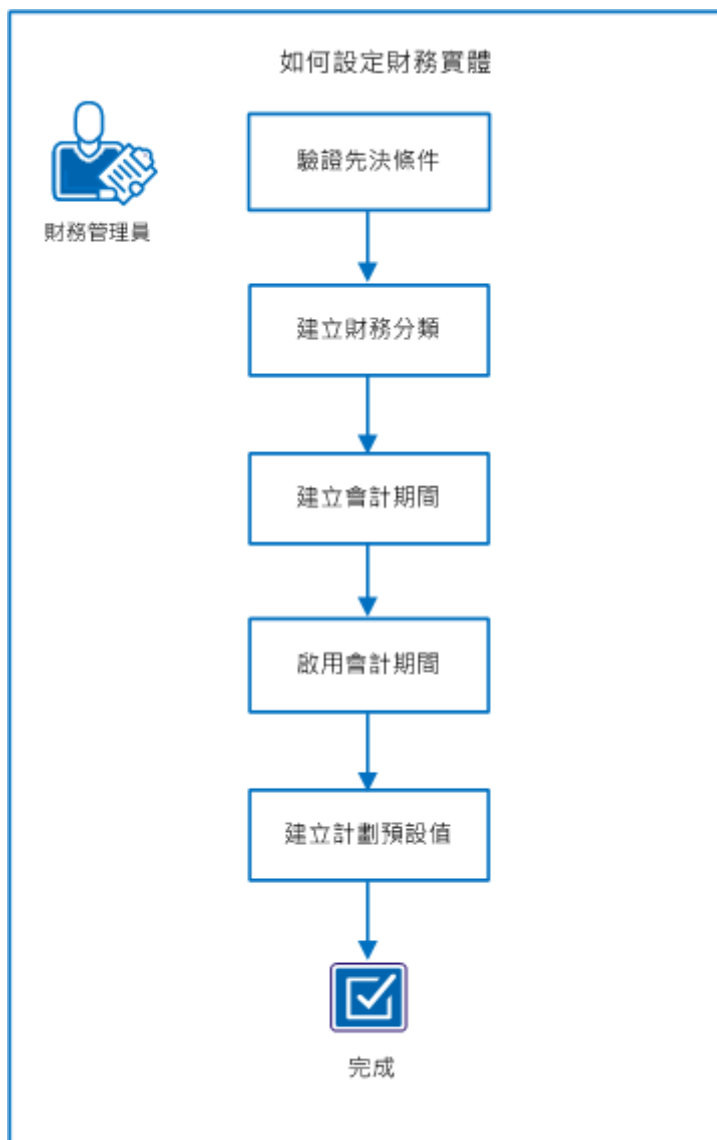 如何設定財務實體
財務管理員
驗證先決條件
建立財務分類
建立會計期間
啟用會計期間
建立計劃預設值
完成